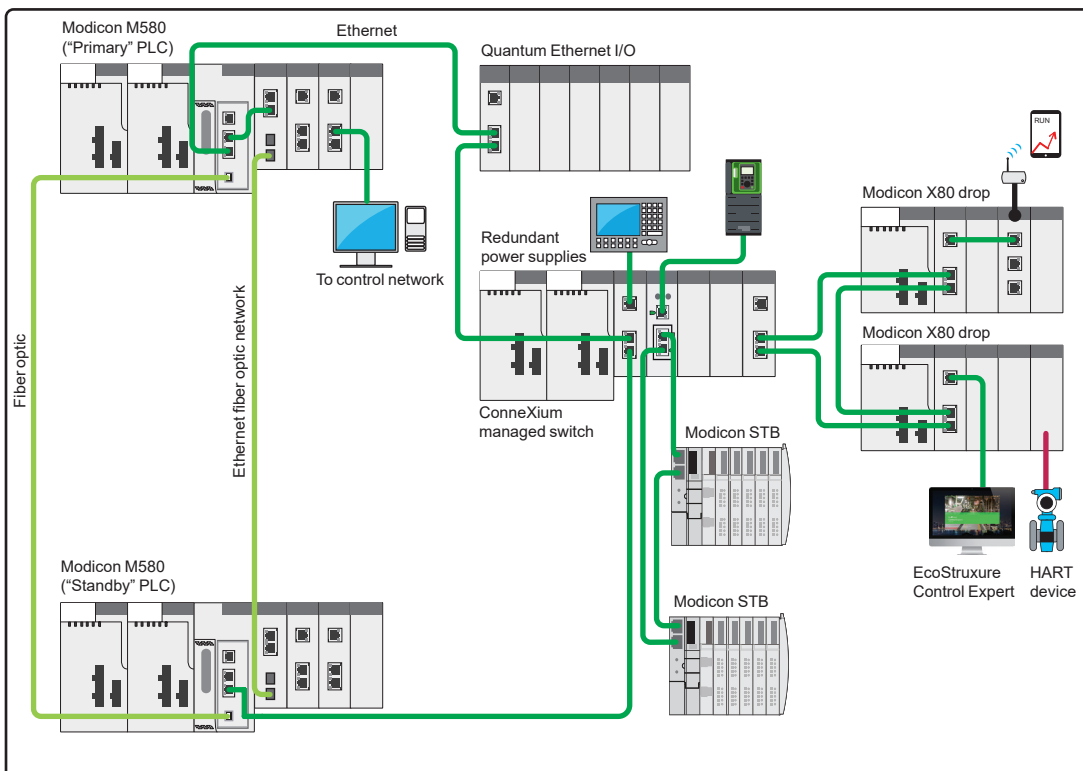 Modicon M580
(“Primary” PLC)
Ethernet
Quantum Ethernet I/O
RUN
Modicon X80 drop
Redundant
power supplies
To control network
Fiber optic
Ethernet fiber optic network
Modicon X80 drop
ConneXium
managed switch
Modicon STB
Modicon M580
(“Standby” PLC)
EcoStruxure
Control Expert
HART
device
Modicon STB